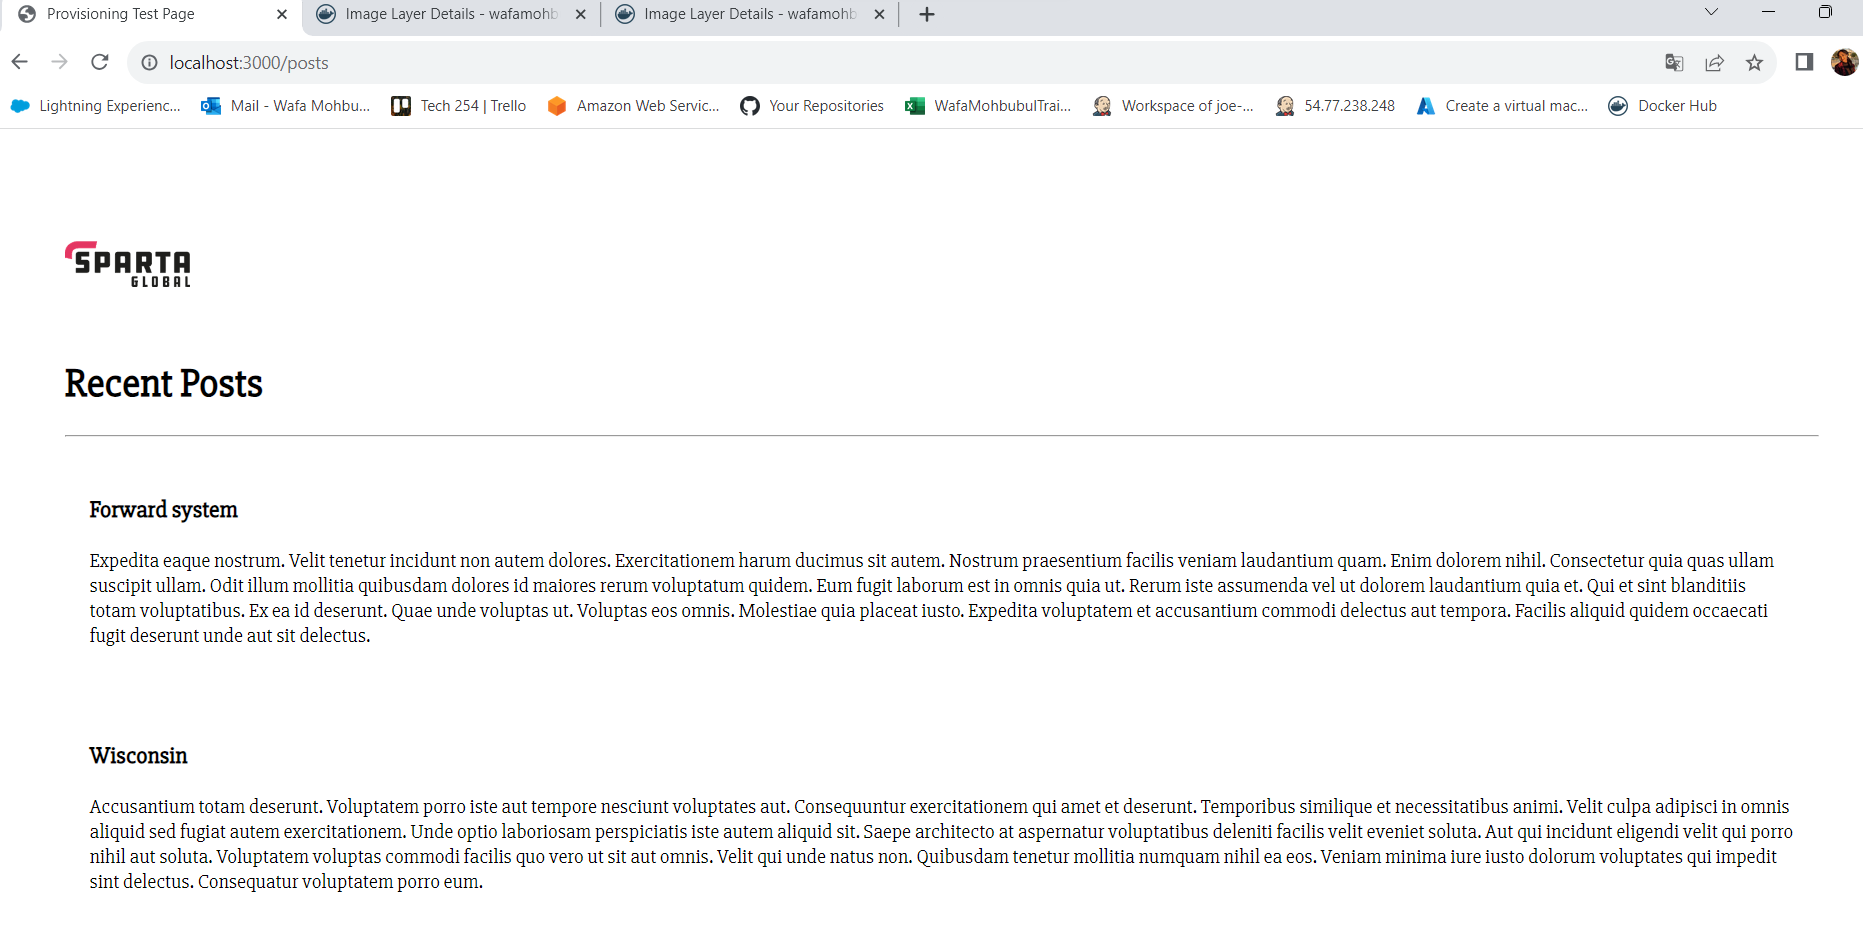 Provisioning Test Page
Image Layer Details - wafamohb
Image Layer Details - wafamohb
localhost:3000/posts
Lightning Experienc...
Mail - Wafa Mohbu...
Tech 254 | Trello
Amazon Web Servic...
Your Repositories
WafaMohbubulTrai...
Workspace of joe-...
54.77.238.248
Create a virtual mac...
Docker Hub
SPARTA
GLOBAL
Recent Posts
Forward system
Expedita eaque nostrum. Velit tenetur incidunt non autem dolores. Exercitationem harum ducimus sit autem. Nostrum praesentium facilis veniam laudantium quam. Enim dolorem nihil. Consectetur quia quas ullam
suscipit ullam. Odit illum mollitia quibusdam dolores id maiores rerum voluptatum quidem. Eum fugit laborum est in omnis quia ut. Rerum iste assumenda vel ut dolorem laudantium quia et. Qui et sint blanditiis
totam voluptatibus. Ex ea id deserunt. Quae unde voluptas ut. Voluptas eos omnis. Molestiae quia placeat iusto. Expedita voluptatem et accusantium commodi delectus aut tempora. Facilis aliquid quidem occaecati
fugit deserunt unde aut sit delectus.
Wisconsin
Accusantium totam deserunt. Voluptatem porro iste aut tempore nesciunt voluptates aut. Consequuntur exercitationem qui amet et deserunt. Temporibus similique et necessitatibus animi. Velit culpa adipisci in omnis
aliquid sed fugiat autem exercitationem. Unde optio laboriosam perspiciatis iste autem aliquid sit. Saepe architecto at aspernatur voluptatibus deleniti facilis velit eveniet soluta. Aut qui incidunt eligendi velit qui porro
nihil aut soluta. Voluptatem voluptas commodi facilis quo vero ut sit aut omnis. Velit qui unde natus non. Quibusdam tenetur mollitia numquam nihil ea eos. Veniam minima iure iusto dolorum voluptates qui impedit
sint delectus. Consequatur voluptatem porro eum.